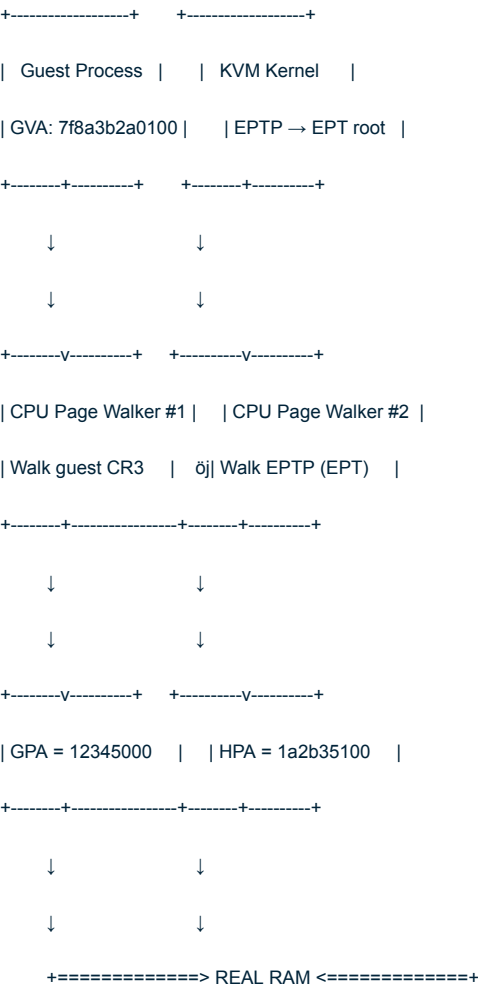 +-------------------+ +-------------------+
| Guest Process | | KVM Kernel |
| GVA: 7f8a3b2a0100 | | EPTP → EPT root |
+--------+----------+ +--------+----------+
↓ ↓
↓ ↓
+--------v----------+ +----------v----------+
| CPU Page Walker #1 | | CPU Page Walker #2 |
| Walk guest CR3 | öj| Walk EPTP (EPT) |
+--------+-----------------+--------+----------+
↓ ↓
↓ ↓
+--------v----------+ +----------v----------+
| GPA = 12345000 | | HPA = 1a2b35100 |
+--------+-----------------+--------+----------+
↓ ↓
↓ ↓
+=============> REAL RAM <=============+